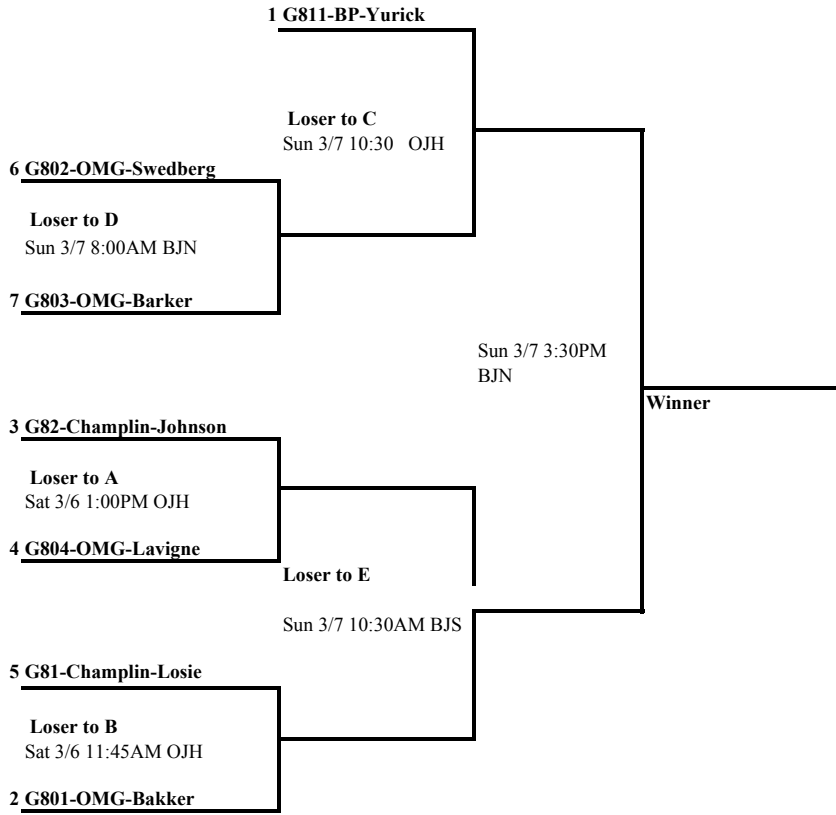 1 G811-BP-Yurick
Loser to C
Sun 3/7 10:30 OJH
6 G802-OMG-Swedberg
Loser to D
Sun 3/7 8:00AM BJN
7 G803-OMG-Barker
Sun 3/7 3:30PM
BJN
Winner
3 G82-Champlin-Johnson
Loser to A
Sat 3/6 1:00PM OJH
4 G804-OMG-Lavigne
Loser to E
Sun 3/7 10:30AM BJS
5 G81-Champlin-Losie
Loser to B
Sat 3/6 11:45AM OJH
2 G801-OMG-Bakker